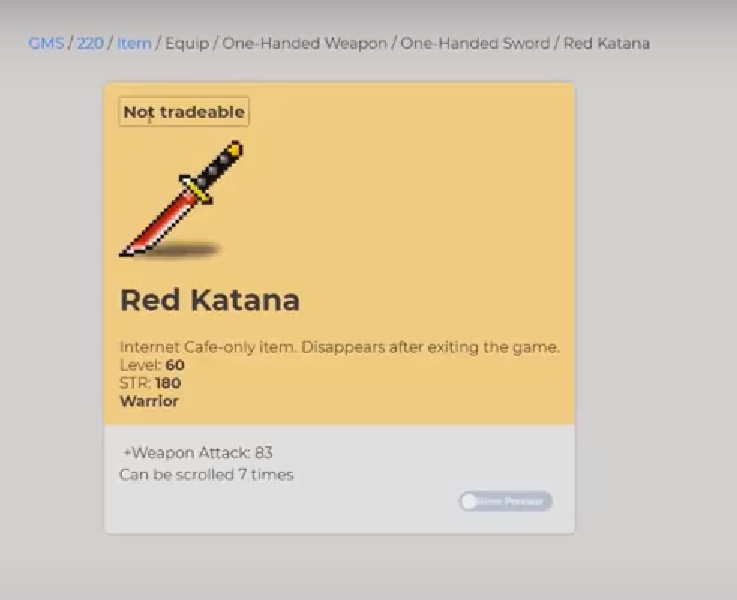 GMS / 220 / Item / Equip / One-Handed Weapon / One-Handed Sword / Red Katana
Not tradeable
Red Katana
Internet Cafe-only item. Disappears after exiting the game.
Level: 60
STR: 180
Warrior
+Weapon Attack: 83
Can be scrolled 7 times